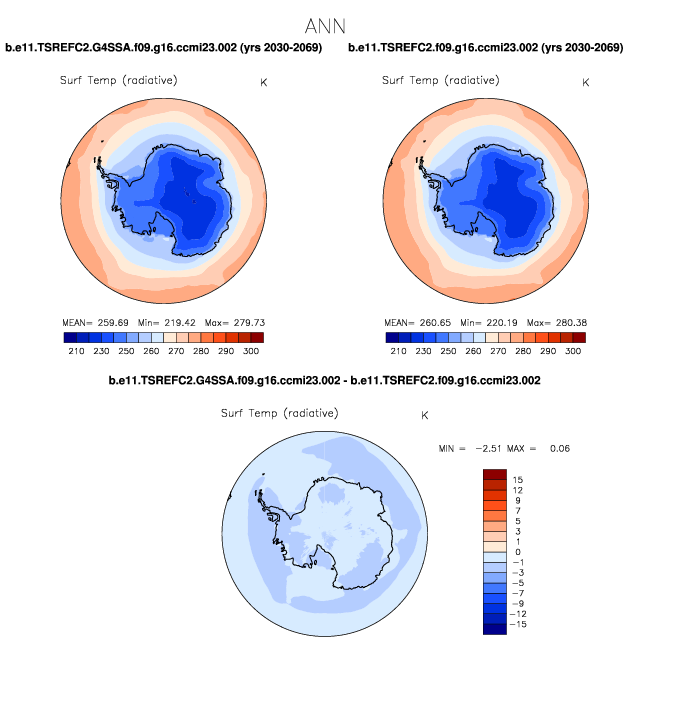 ANN
b.e11.TSREFC2.G4SSA.f09.g16.ccmi23.002 (yrs 2030-2069)
b.e11.TSREFC2.f09.g16.ccmi23.002 (yrs 2030-2069)
Surf Temp (radiative) K
Surf Temp (radiative) K
MEAN= 259.69 Min= 219.42 Max= 279.73
MEAN= 260.65 Min= 220.19 Max= 280.38
210 230 250 260 270 280 290 300
210 230 250 260 270 280 290 300
b.e11.TSREFC2.G4SSA.f09.g16.ccmi23.002 - b.e11.TSREFC2.f09.g16.ccmi23.002
Surf Temp (radiative) K
MIN = -2.51 MAX = 0.06
15
12
9
7
5
3
1
0
-1
-3
-5
-7
-9
-12
-15